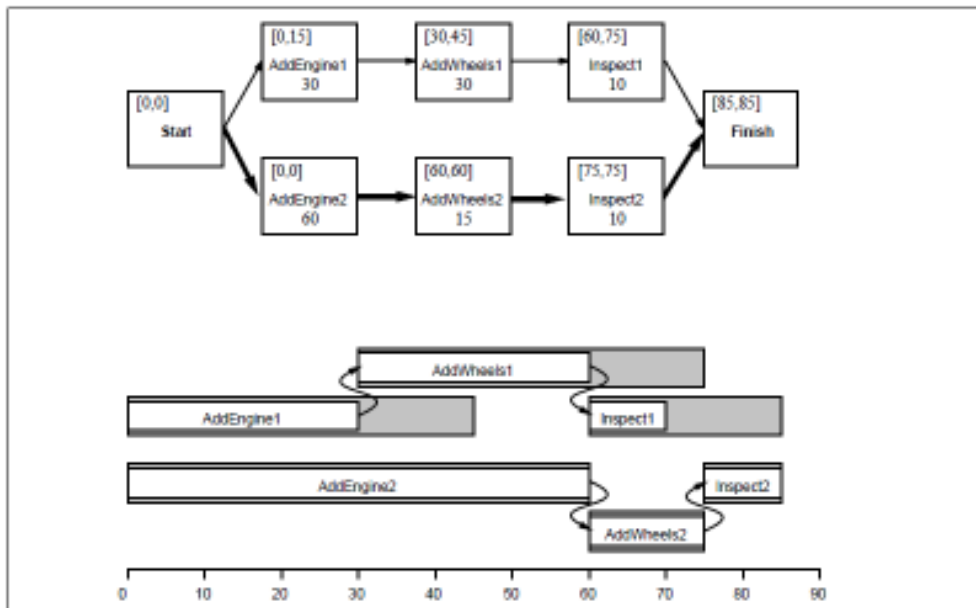 [0,15]
AddEngine1
30
[30,45]
AddWheels1
30
[60,75]
Inspect1
10
[0,0]
Start
[85,85]
Finish
[0,0]
AddEngine2
60
[60,60]
AddWheels2
15
[75,75]
Inspect2
10
AddWheels1
AddEngine1
Inspect1
AddEngine2
Inspect2
AddWheels2
0 10 20 30 40 50 60 70 80 90